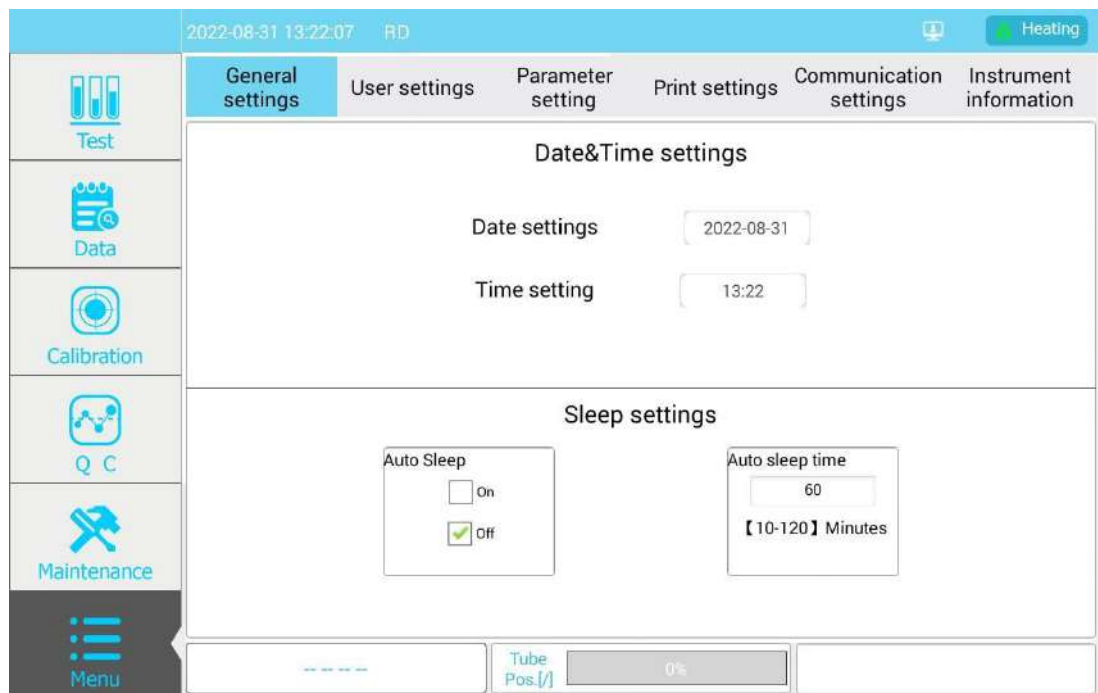 2022-08-31 13:22:07 RD
Heating
General settings
User settings
Parameter setting
Print settings
Communication settings
Instrument information
Test
Data
Calibration
Q C
Maintenance
Menu
Date&Time settings
Date settings 2022-08-31
Time setting 13:22
Sleep settings
Auto Sleep
On
Off
Auto sleep time
60
【10-120】Minutes
-- -- -- --
Tube
Pos.[/]
0%